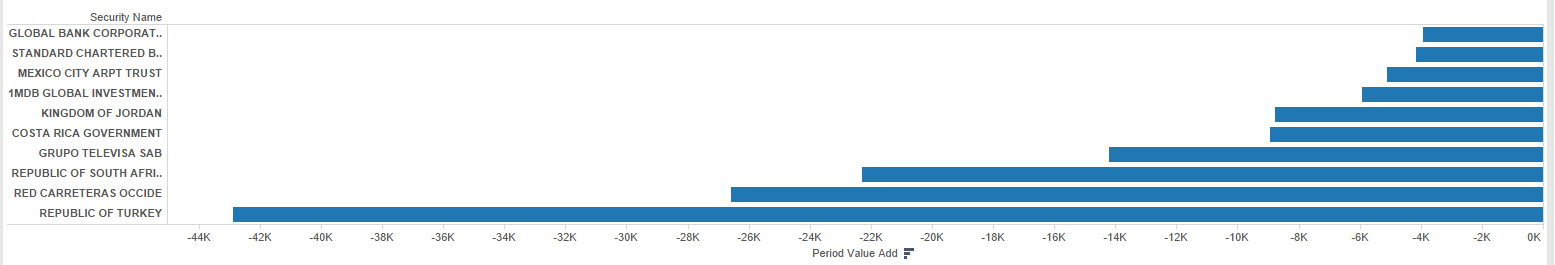 Security Name
GLOBAL BANK CORPORAT..
STANDARD CHARTERED B..
MEXICO CITY ARPT TRUST
1MDB GLOBAL INVESTMEN..
KINGDOM OF JORDAN
COSTA RICA GOVERNMENT
GRUPO TELEVISA SAB
REPUBLIC OF SOUTH AFRI..
RED CARRETERAS OCCIDE
REPUBLIC OF TURKEY
-44K -42K -40K -38K -36K -34K -32K -30K -28K -26K -24K -22K -20K -18K -16K -14K -12K -10K -8K -6K -4K -2K 0K
Period Value Add